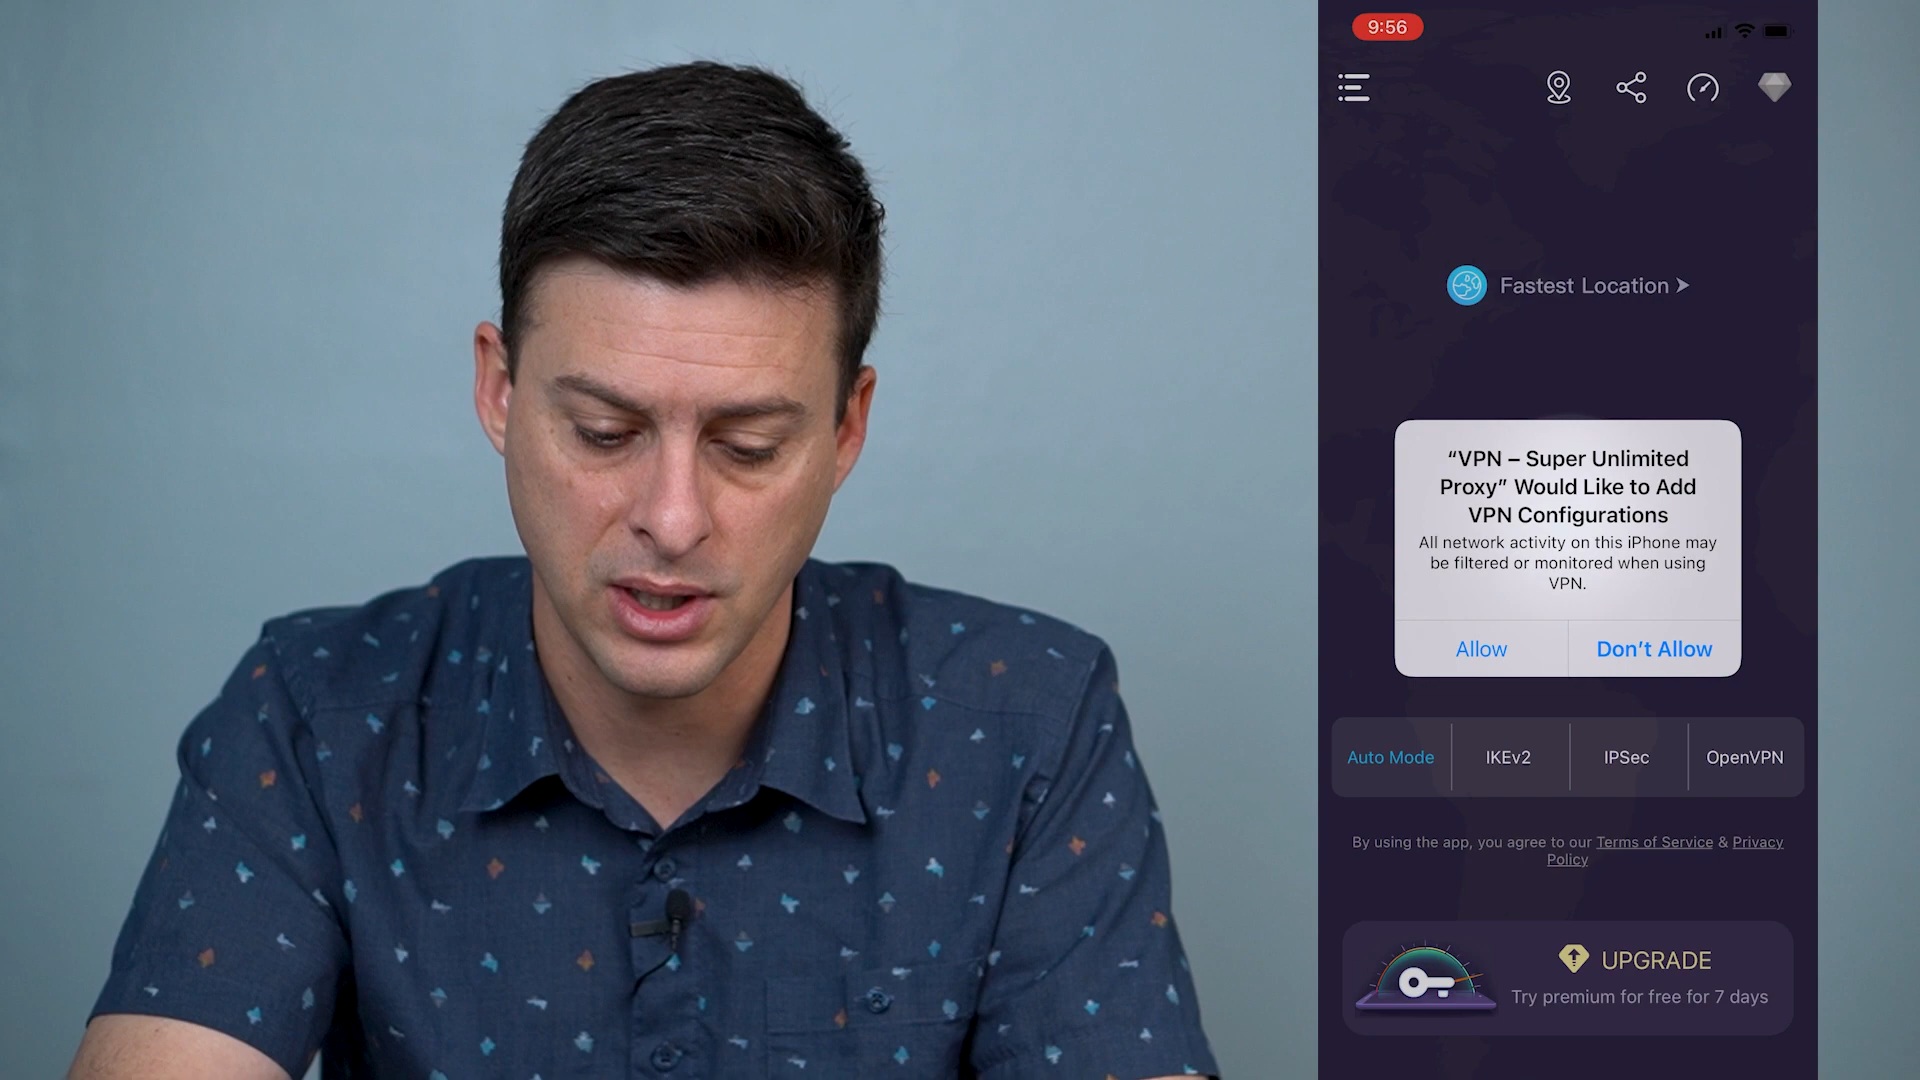 9:56
Fastest Location
“VPN – Super Unlimited
Proxy” Would Like to Add
VPN Configurations
All network activity on this iPhone may
be filtered or monitored when using
VPN.
Allow
Don’t Allow
Auto Mode
IKEv2
IPSec
OpenVPN
By using the app, you agree to our Terms of Service & Privacy
Policy
UPGRADE
Try premium for free for 7 days